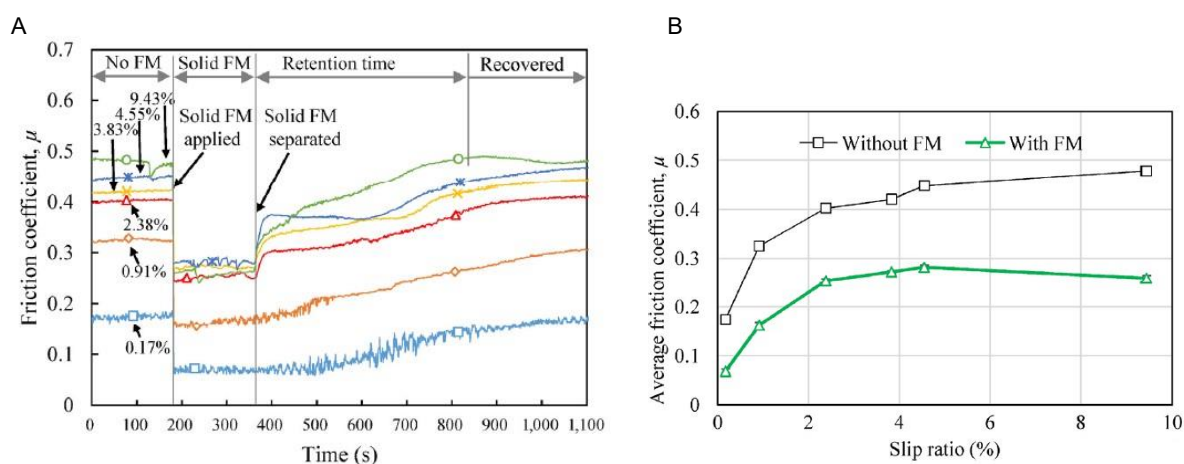 A
B
0.7
0.6
0.5
0.4
0.3
0.2
0.1
0
Friction coefficient, μ
No FM
Solid FM
Retention time
Recovered
9.43%
4.55%
3.83%
Solid FM
applied
Solid FM
separated
2.38%
0.91%
0.17%
0 100 200 300 400 500 600 700 800 900 1,000 1,100
Time (s)
0.6
0.5
0.4
0.3
0.2
0.1
0
Average friction coefficient, μ
Without FM
With FM
0 2 4 6 8 10
Slip ratio (%)